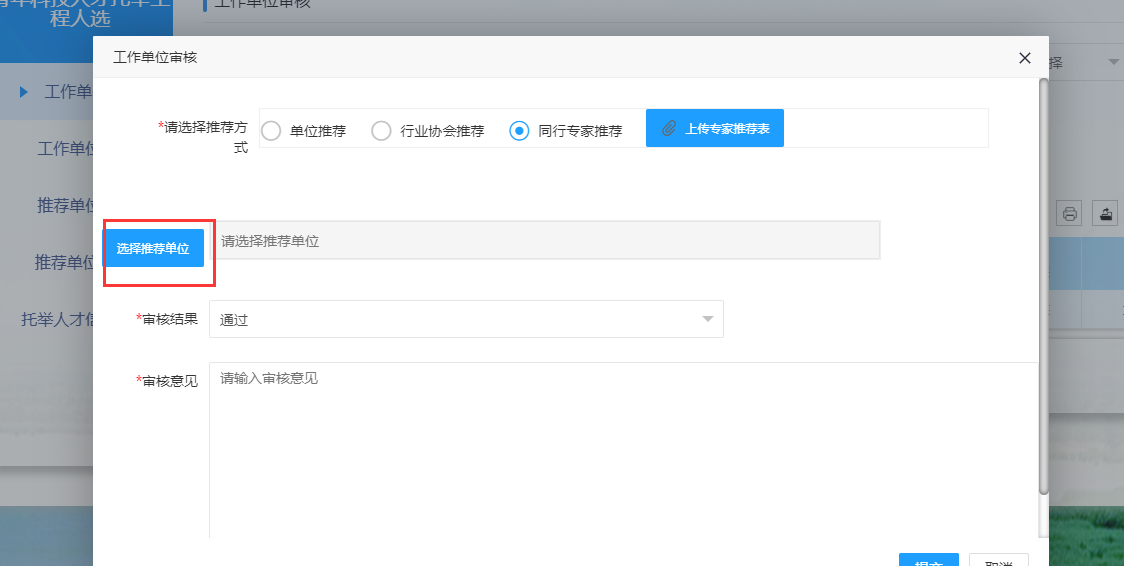 程人选
工作单位审核
工作单位审核
择
工作单
*请选择推荐方式
单位推荐
行业协会推荐
同行专家推荐
上传专家推荐表
工作单位
推荐单位
选择推荐单位
请选择推荐单位
推荐单位
托举人才信
*审核结果
通过
*审核意见
请输入审核意见
提交
取消